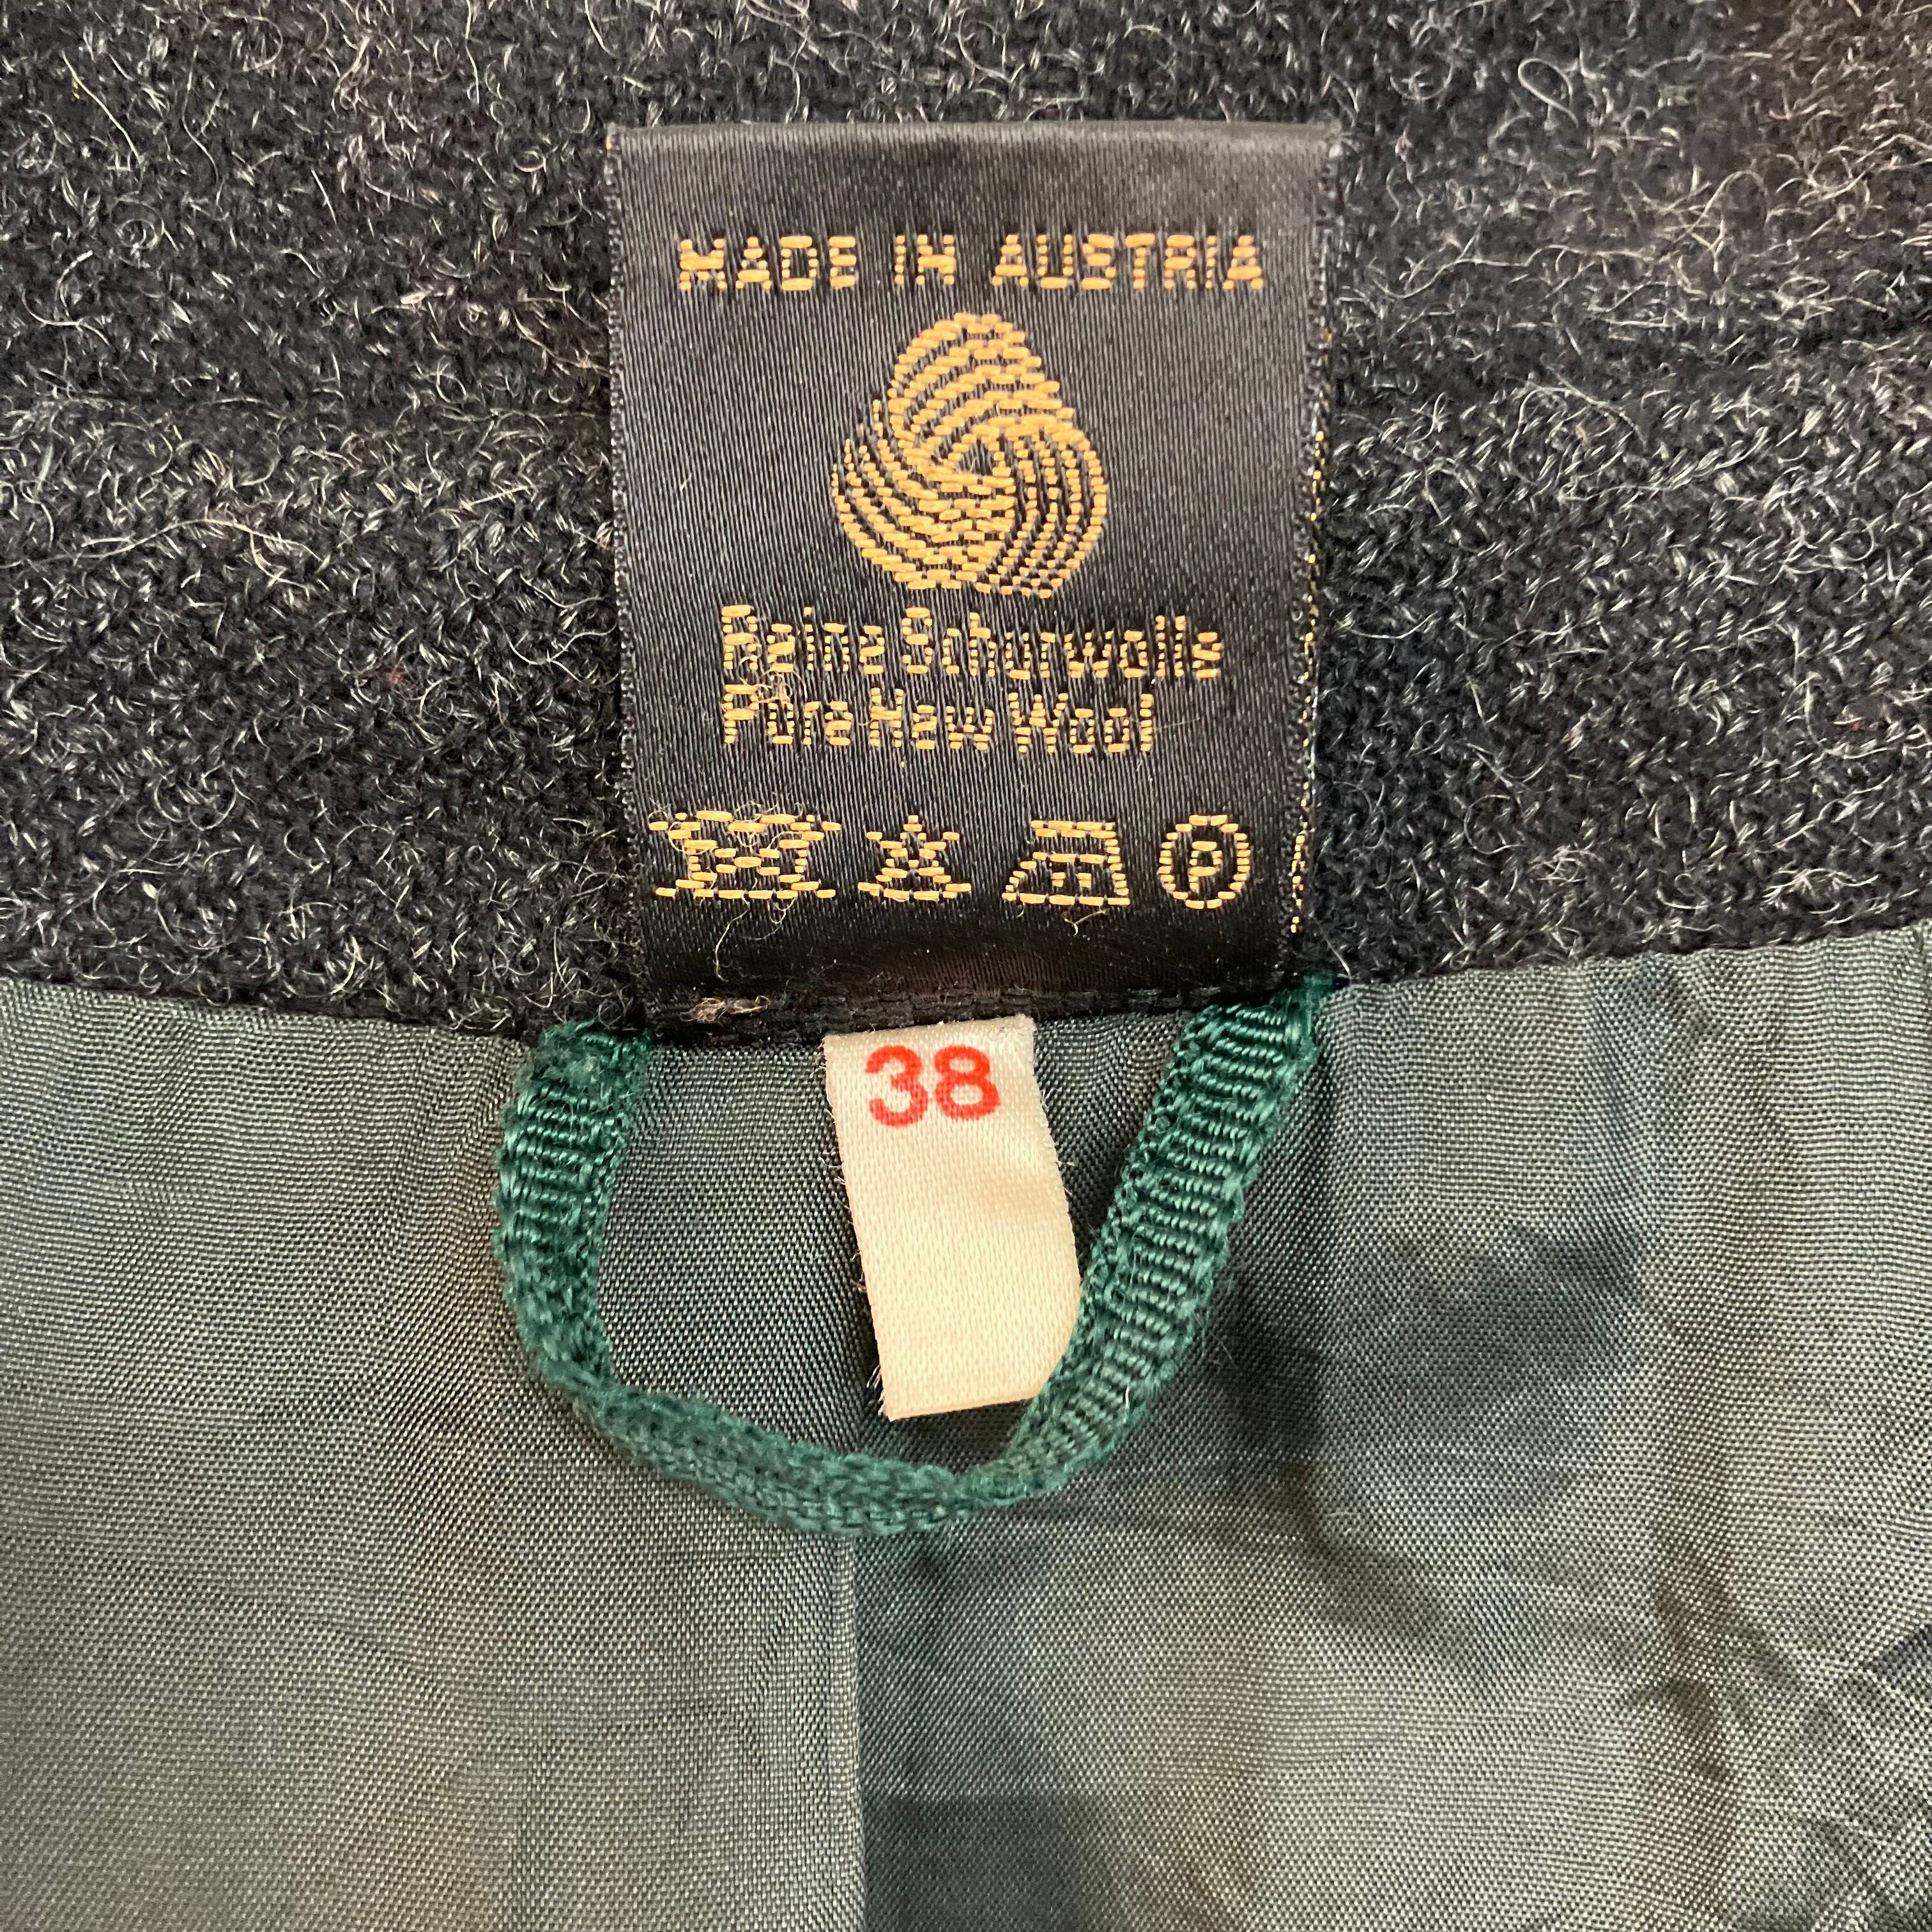 MADE IN AUSTRIA
Reine Schurwolle
Pure New Wool
P
38